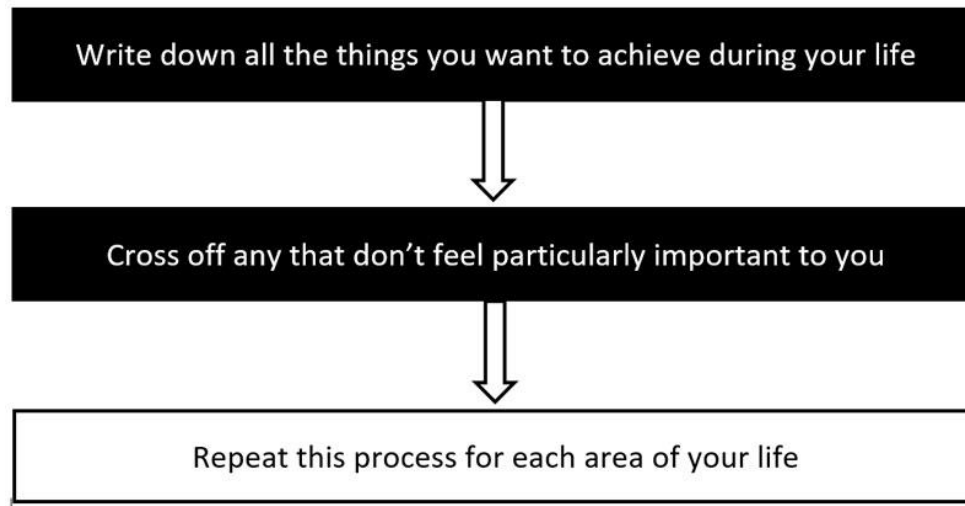 Write down all the things you want to achieve during your life
Cross off any that don’t feel particularly important to you
Repeat this process for each area of your life